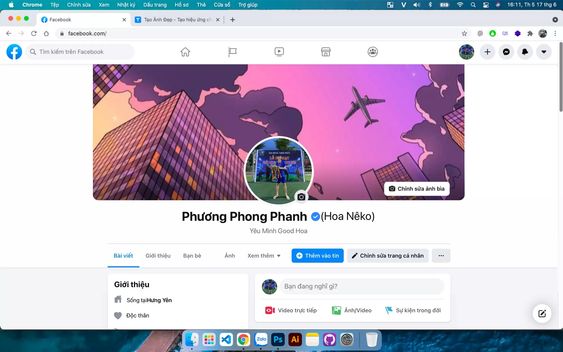 Chrome Tệp Chỉnh sửa Xem Nhật ký Dấu trang Hồ sơ Thẻ Cửa sổ Trợ giúp
18:11, Th 5 17 thg 6
Facebook
Tạo Ảnh Đẹp - Tạo hiệu ứng ch
facebook.com/
Tìm kiếm trên Facebook
Chỉnh sửa ảnh bìa
Phương Phong Phanh (Hoa Nêko)
Yêu Mình Good Hoa
Bài viết Giới thiệu Bạn bè Ảnh Xem thêm
Thêm vào tin
Chỉnh sửa trang cá nhân
Giới thiệu
Sống tại Hưng Yên
Độc thân
Bạn đang nghĩ gì?
Video trực tiếp
Ảnh/Video
Sự kiện trong đời